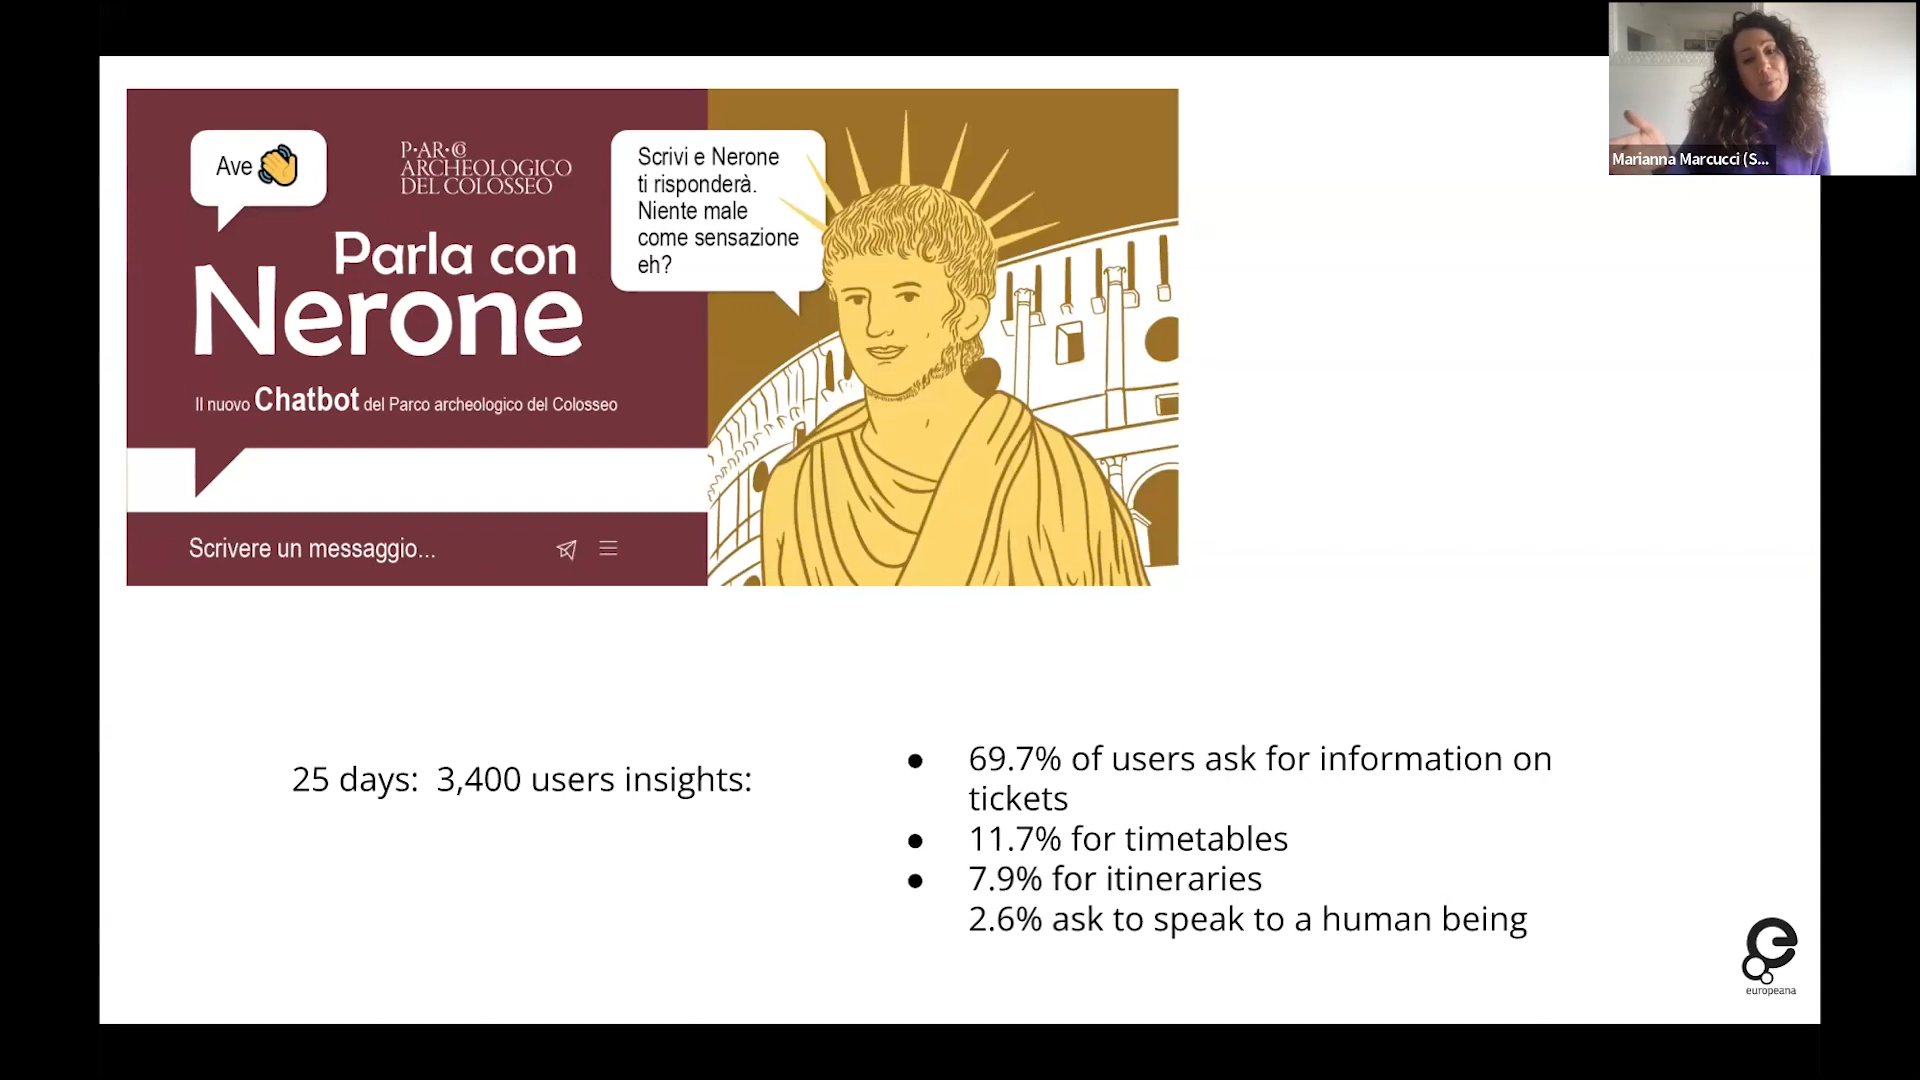 Ave
P·AR·CO
ARCHEOLOGICO
DEL COLOSSEO
Parla con
Nerone
Il nuovo Chatbot del Parco archeologico del Colosseo
Scrivere un messaggio...
Scrivi e Nerone
ti risponderà.
Niente male
come sensazione
eh?
Marianna Marcucci (S...
25 days:  3,400 users insights:
● 69.7% of users ask for information on
tickets
● 11.7% for timetables
● 7.9% for itineraries
2.6% ask to speak to a human being
europeana